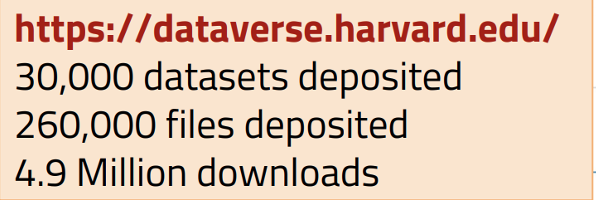 https://dataverse.harvard.edu/
30,000 datasets deposited
260,000 files deposited
4.9 Million downloads